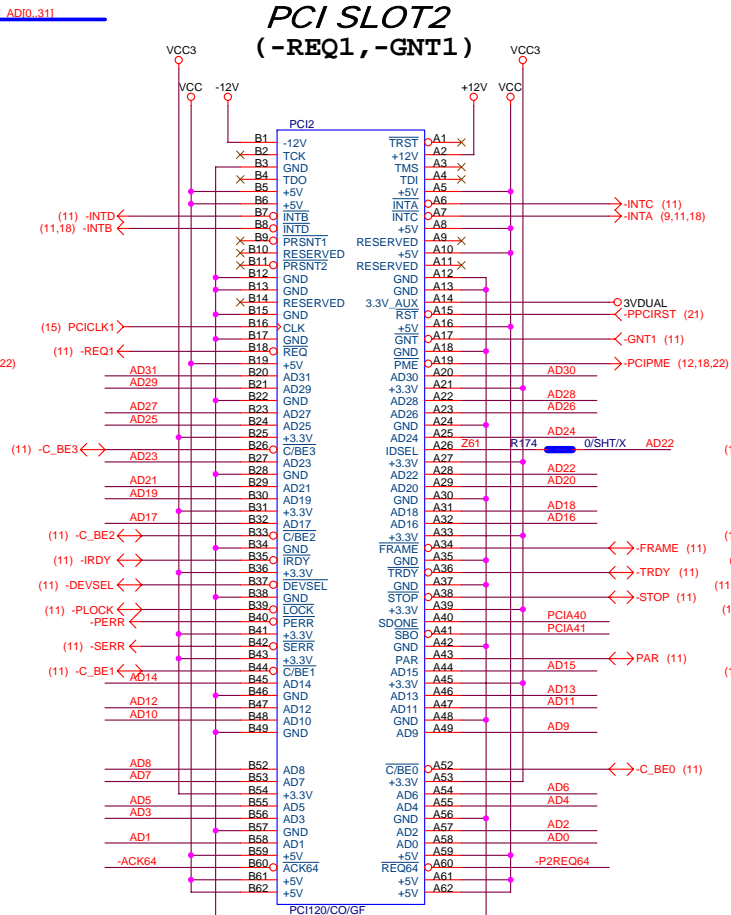 AD[0..31]
PCI SLOT2
(-REQ1,-GNT1)
VCC3 VCC3
VCC -12V +12V VCC
PCI2
B1 -12V TRST A1
B2 TCK +12V A2
B3 GND TMS A3
B4 TDO TDI A4
B5 +5V +5V A5
B6 +5V INTA A6 -INTC (11)
(11) -INTD B7 INTB INTC A7 -INTA (9,11,18)
(11,18) -INTB B8 INTD +5V A8
B9 PRSNT1 RESERVED A9
B10 RESERVED +5V A10
B11 PRSNT2 RESERVED A11
B12 GND GND A12
B13 GND GND A13
B14 RESERVED 3.3V_AUX A14 3VDUAL
B15 GND RST A15 -PPCIRST (21)
(15) PCICLK1 B16 CLK +5V A16
B17 GND GNT A17 -GNT1 (11)
(11) -REQ1 B18 REQ GND A18
22) B19 +5V PME A19 -PCIPME (12,18,22)
AD31 B20 AD31 AD30 A20 AD30
AD29 B21 AD29 +3.3V A21
B22 GND AD28 A22 AD28
AD27 B23 AD27 AD26 A23 AD26
AD25 B24 AD25 GND A24
B25 +3.3V AD24 A25 AD24
(11) -C_BE3 B26 C/BE3 IDSEL A26 Z61 R174 0/SHT/X AD22
AD23 B27 AD23 +3.3V A27
B28 GND AD22 A28 AD22
AD21 B29 AD21 AD20 A29 AD20
AD19 B30 AD19 GND A30
B31 +3.3V AD18 A31 AD18
AD17 B32 AD17 AD16 A32 AD16
(11) -C_BE2 B33 C/BE2 +3.3V A33
B34 GND FRAME A34 -FRAME (11)
(11) -IRDY B35 IRDY GND A35
B36 +3.3V TRDY A36 -TRDY (11)
(11) -DEVSEL B37 DEVSEL GND A37
B38 GND STOP A38 -STOP (11)
(11) -PLOCK B39 LOCK +3.3V A39
-PERR B40 PERR SDONE A40 PCIA40
B41 +3.3V SBO A41 PCIA41
(11) -SERR B42 SERR GND A42
B43 +3.3V PAR A43 PAR (11)
(11) -C_BE1 B44 C/BE1 AD15 A44 AD15
AD14 B45 AD14 +3.3V A45
B46 GND AD13 A46 AD13
AD12 B47 AD12 AD11 A47 AD11
AD10 B48 AD10 GND A48
B49 GND AD9 A49 AD9
AD8 B52 AD8 C/BE0 A52 -C_BE0 (11)
AD7 B53 AD7 +3.3V A53
B54 +3.3V AD6 A54 AD6
AD5 B55 AD5 AD4 A55 AD4
AD3 B56 AD3 GND A56
B57 GND AD2 A57 AD2
AD1 B58 AD1 AD0 A58 AD0
B59 +5V +5V A59
-ACK64 B60 ACK64 REQ64 A60 -P2REQ64
B61 +5V +5V A61
B62 +5V +5V A62
PCI120/CO/GF